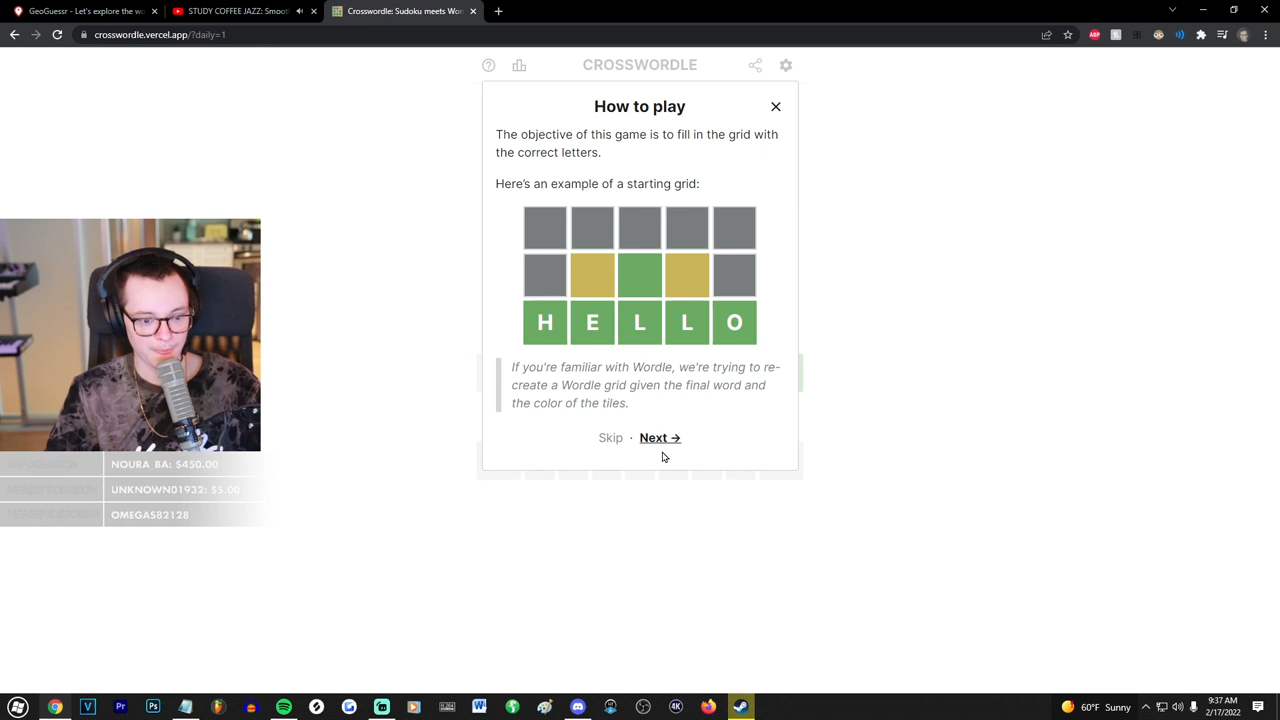 GeoGuessr - Let's explore the wo
STUDY COFFEE JAZZ: Smoot
Crosswordle: Sudoku meets Wor
crosswordle.vercel.app/?daily=1
ABP
CROSSWORDLE
How to play
The objective of this game is to fill in the grid with
the correct letters.
Here's an example of a starting grid:
H E L L O
If you're familiar with Wordle, we're trying to re-
create a Wordle grid given the final word and
the color of the tiles.
Skip · Next →
NOURA_BA: $450.00
UNKNOWN01932: $5.00
OMEGA582128
60°F Sunny
9:37 AM
2/17/2022